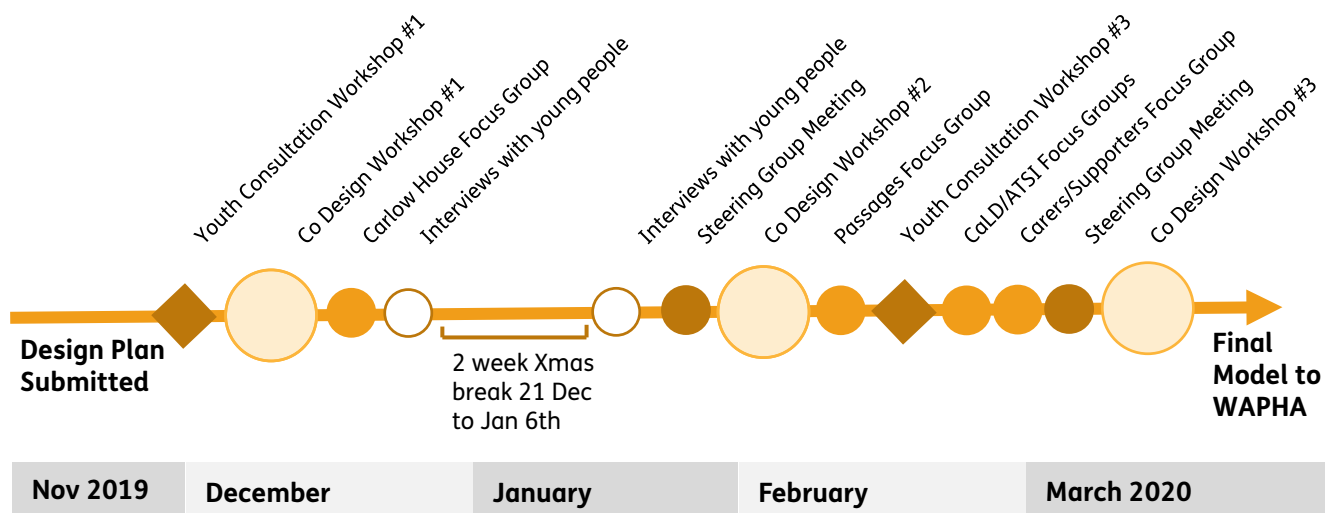 Youth Consultation Workshop #1
Co Design Workshop #1
Carlow House Focus Group
Interviews with young people
Interviews with young people
Steering Group Meeting
Co Design Workshop #2
Passages Focus Group
Youth Consultation Workshop #3
CaLD/ATSI Focus Groups
Carers/Supporters Focus Group
Steering Group Meeting
Co Design Workshop #3
Design Plan
Submitted
2 week Xmas
break 21 Dec
to Jan 6th
Final
Model to
WAPHA
Nov 2019
December
January
February
March 2020